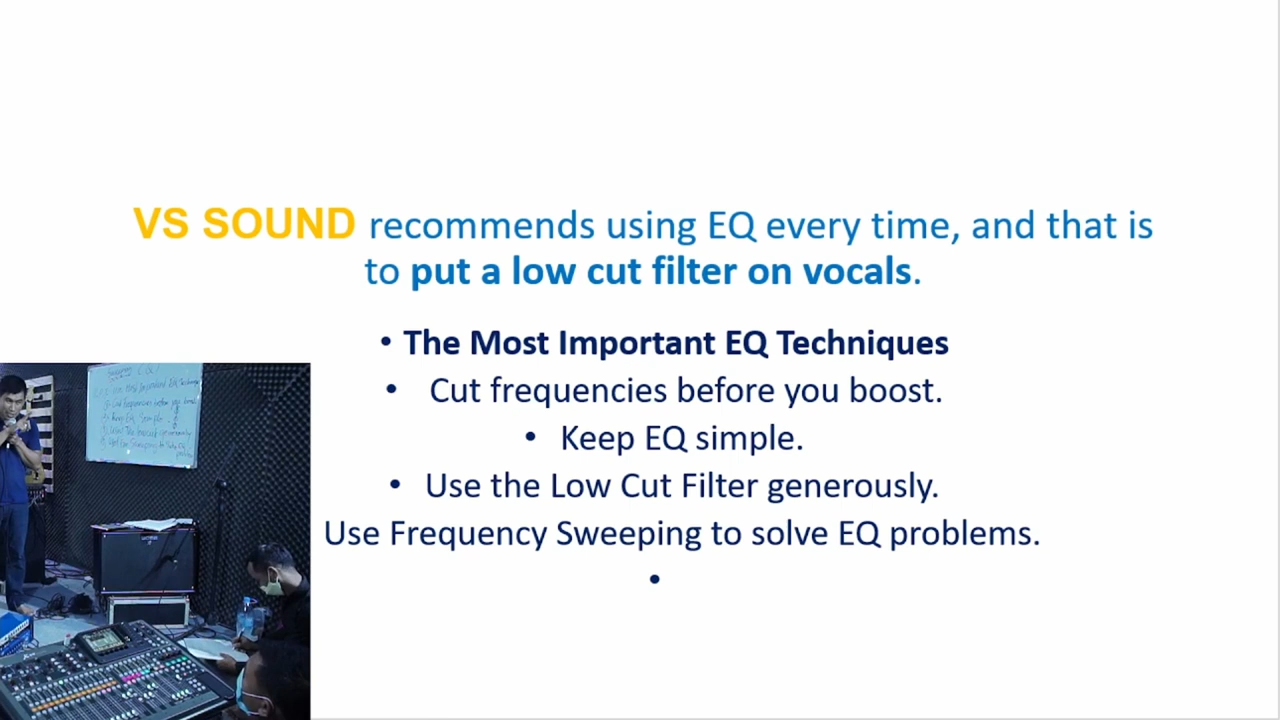 VS SOUND recommends using EQ every time, and that is
to put a low cut filter on vocals.
• The Most Important EQ Techniques
• Cut frequencies before you boost.
• Keep EQ simple.
• Use the Low Cut Filter generously.
Use Frequency Sweeping to solve EQ problems.
•